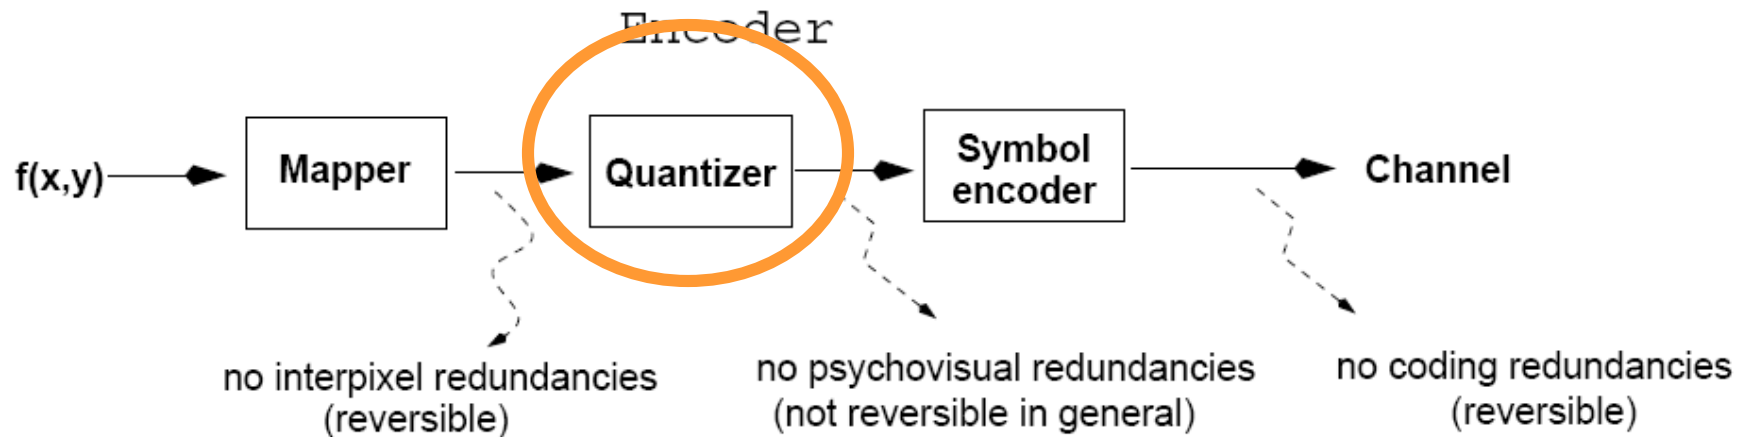 Encoder
f(x,y)
Mapper
Quantizer
Symbol
encoder
Channel
no interpixel redundancies
(reversible)
no psychovisual redundancies
(not reversible in general)
no coding redundancies
(reversible)